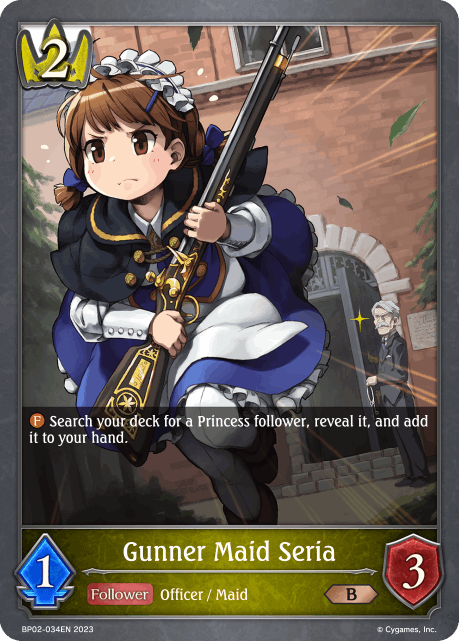 2
F Search your deck for a Princess follower, reveal it, and add
it to your hand.
Gunner Maid Seria
1
Follower Officer / Maid B
3
BP02-034EN 2023 © Cygames, Inc.